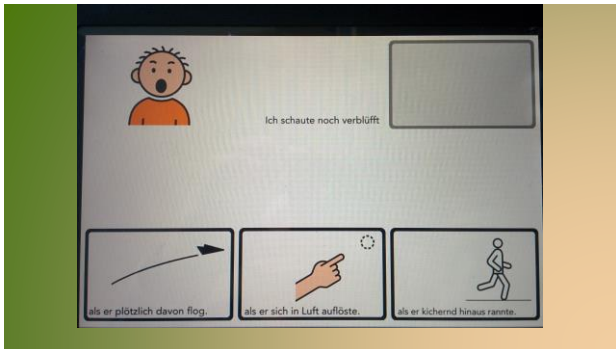 Ich schaute noch verblüfft
als er plötzlich davon flog.
als er sich in Luft auflöste.
als er kichernd hinaus rannte.